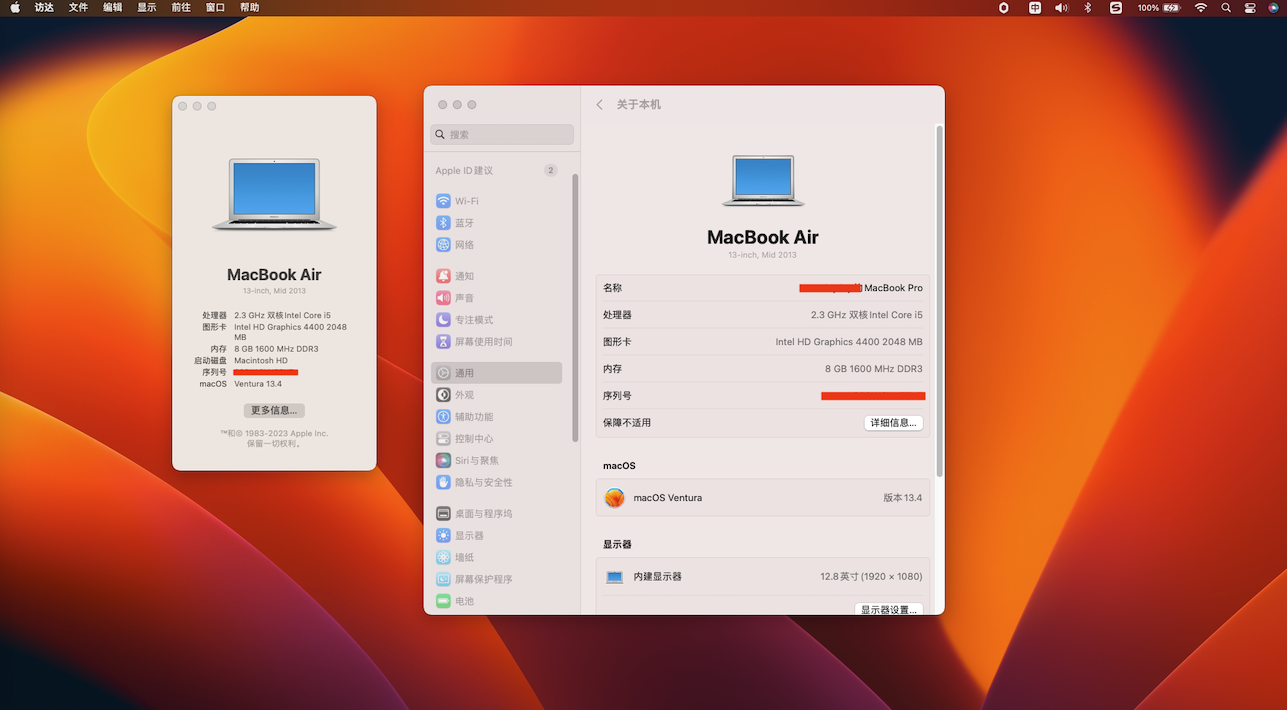 访达 文件 编辑 显示 前往 窗口 帮助
中
S
100%
MacBook Air
13-inch, Mid 2013
处理器 2.3 GHz 双核Intel Core i5
图形卡 Intel HD Graphics 4400 2048
MB
内存 8 GB 1600 MHz DDR3
启动磁盘 Macintosh HD
序列号
macOS Ventura 13.4
更多信息...
™和© 1983-2023 Apple Inc.
保留一切权利。
搜索
Apple ID 建议 2
Wi-Fi
蓝牙
网络
通知
声音
专注模式
屏幕使用时间
通用
外观
辅助功能
控制中心
Siri与聚焦
隐私与安全性
桌面与程序坞
显示器
墙纸
屏幕保护程序
电池
关于本机
MacBook Air
13-inch, Mid 2013
名称 MacBook Pro
处理器 2.3 GHz 双核Intel Core i5
图形卡 Intel HD Graphics 4400 2048 MB
内存 8 GB 1600 MHz DDR3
序列号
保障不适用 详细信息...
macOS
macOS Ventura 版本13.4
显示器
内建显示器 12.8英寸 (1920 × 1080)
显示器设置...